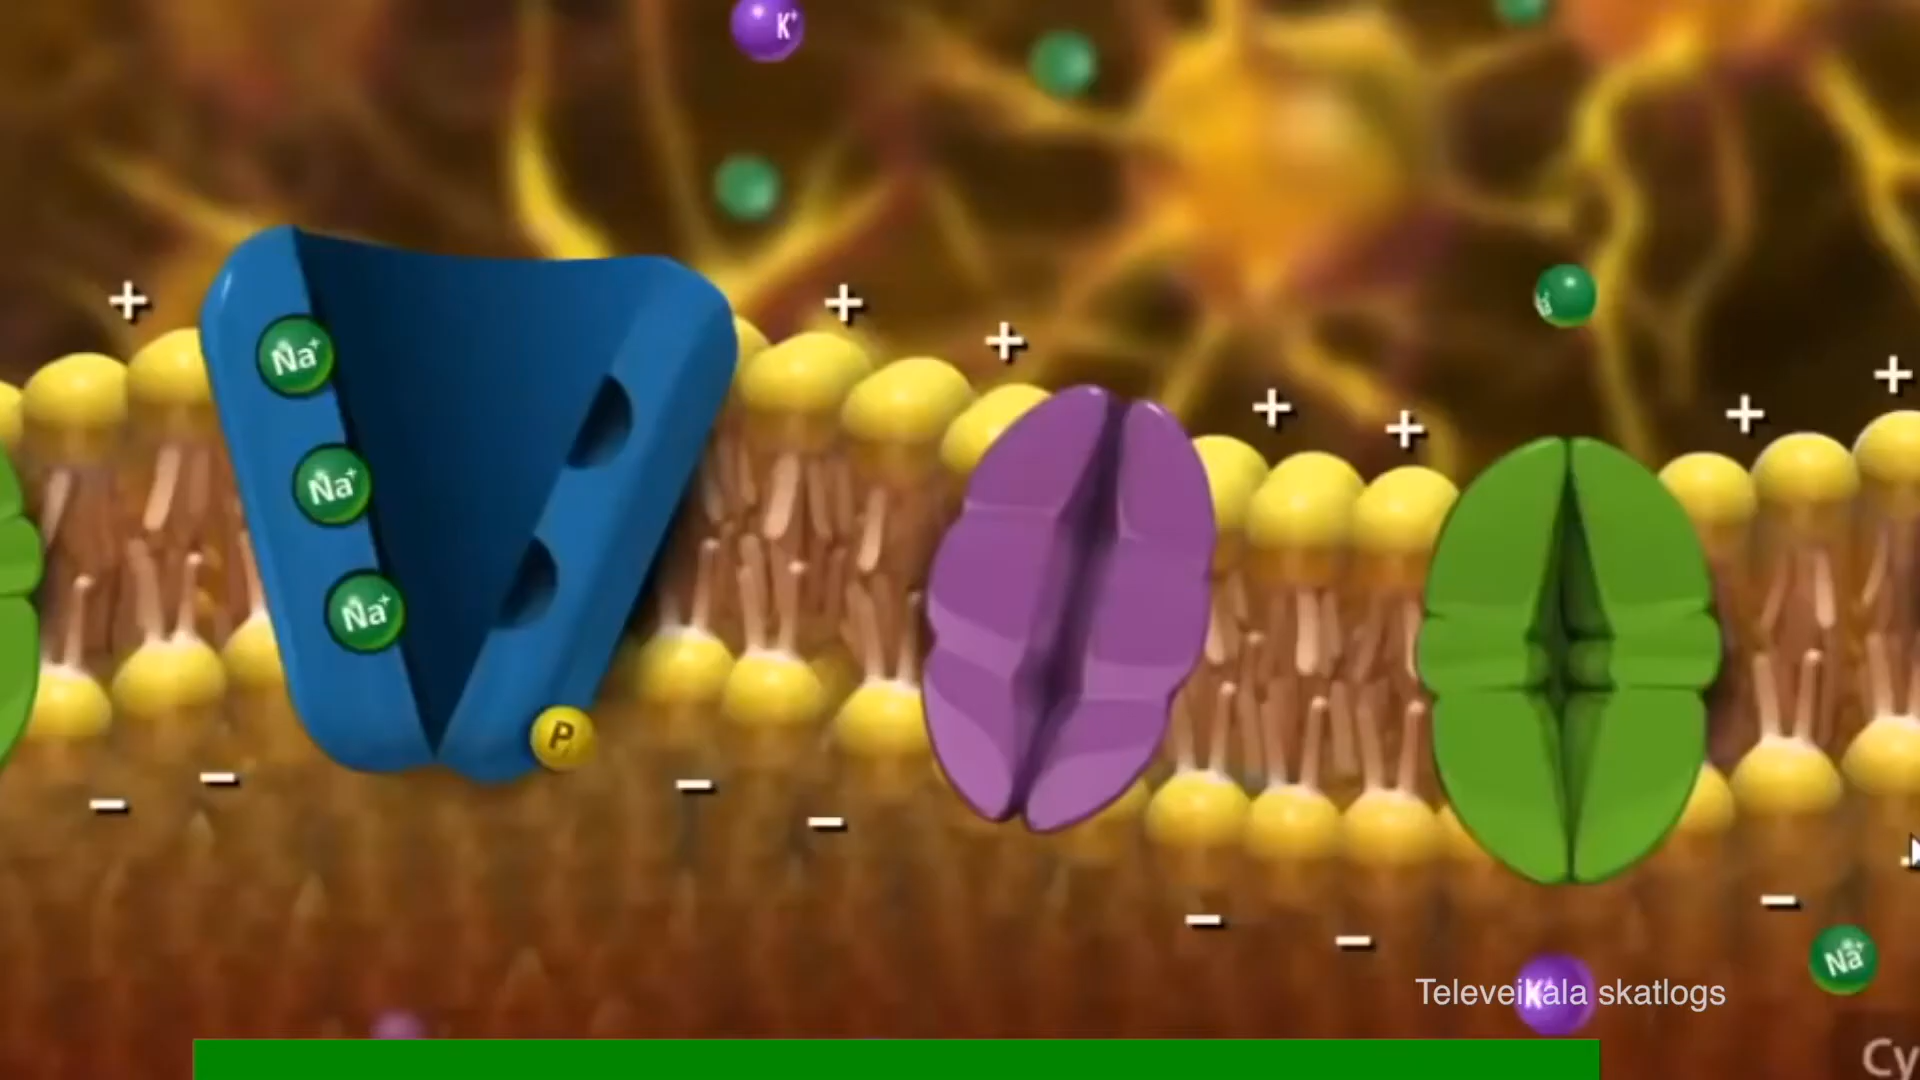 K⁺
Na⁺
Na⁺
Na⁺
P
Na⁺
Televeikala skatlogs
K⁺
Cy